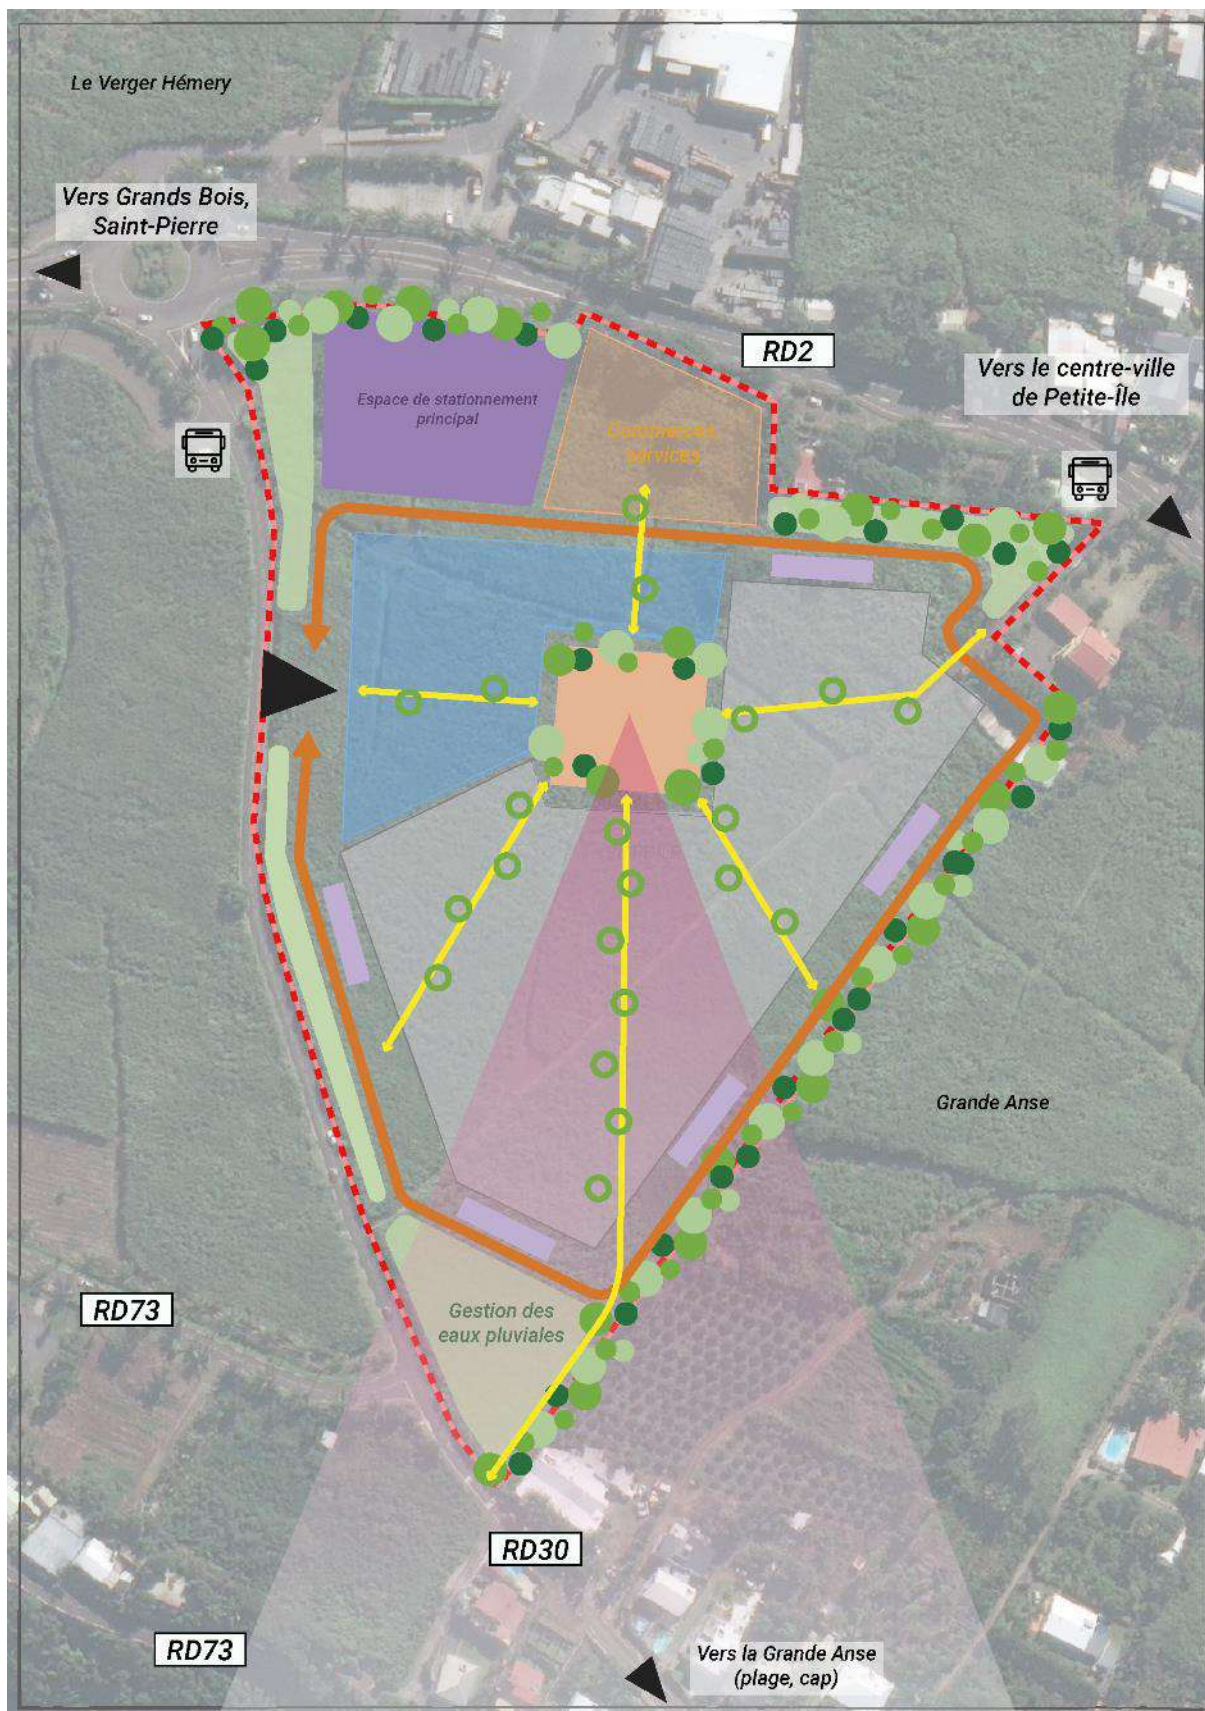 Le Verger Hémery
Vers Grands Bois,
Saint-Pierre
RD2
Vers le centre-ville
de Petite-Île
Espace de stationnement
principal
Commerces,
services
Grande Anse
RD73
Gestion des
eaux pluviales
RD30
RD73
Vers la Grande Anse
(plage, cap)